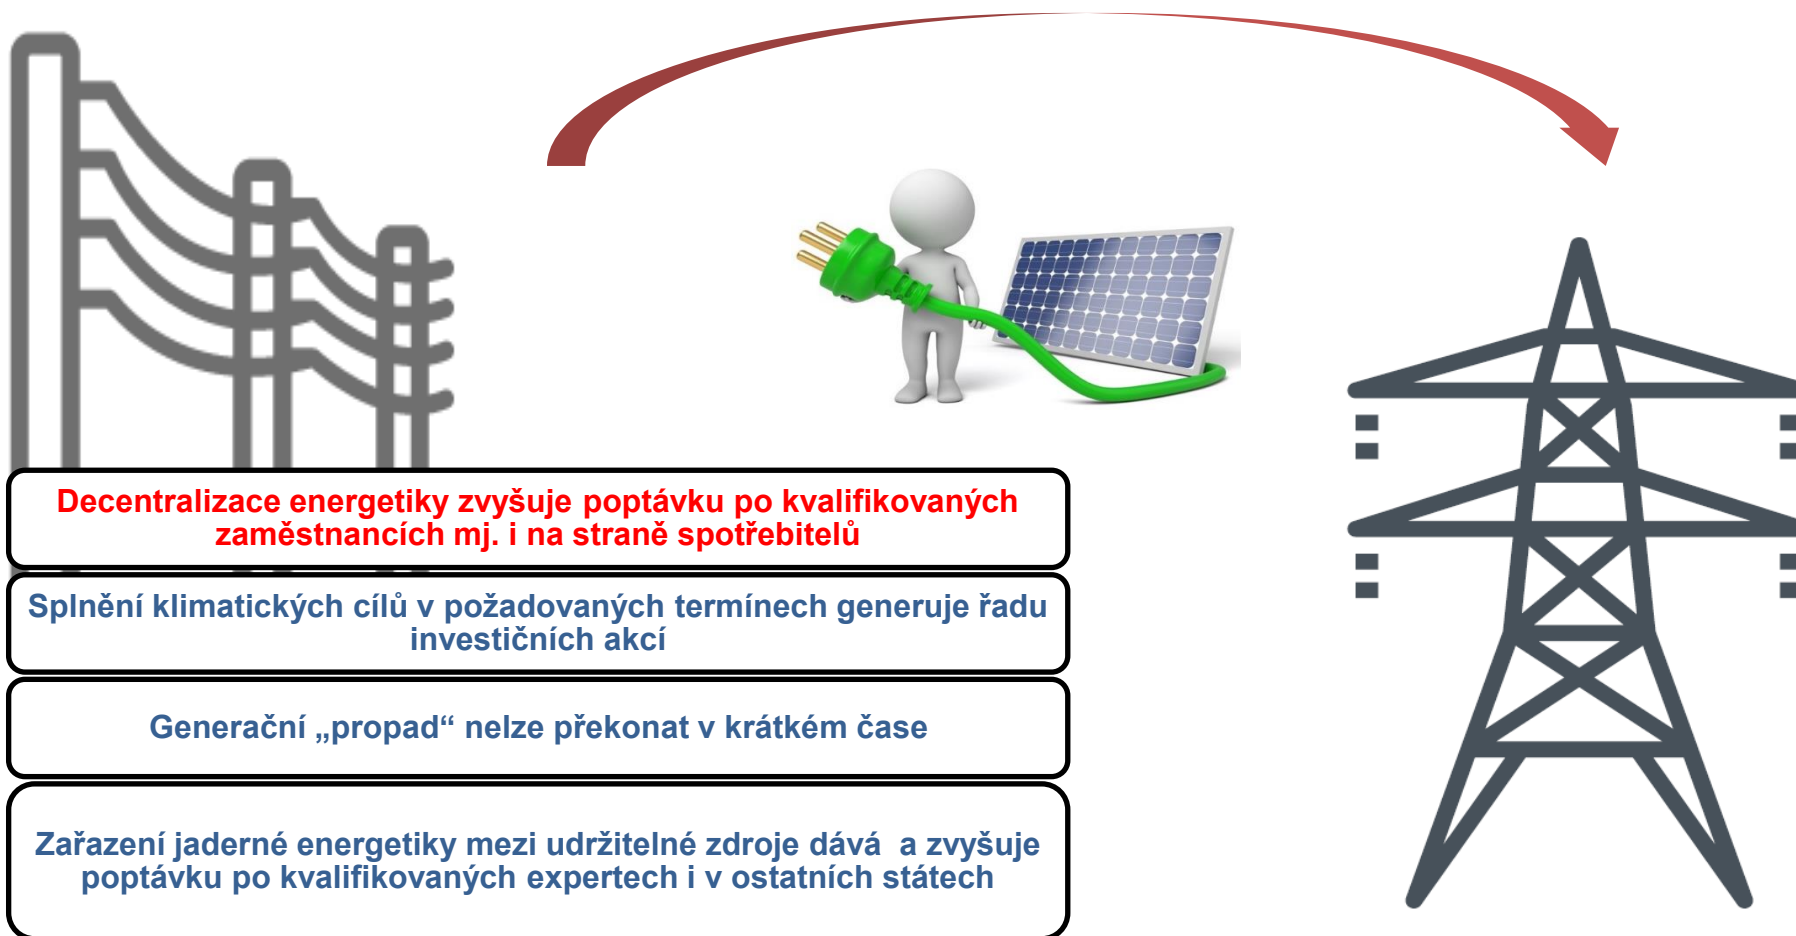 Decentralizace energetiky zvyšuje poptávku po kvalifikovaných
zaměstnancích mj. i na straně spotřebitelů
Splnění klimatických cílů v požadovaných termínech generuje řadu
investičních akcí
Generační „propad“ nelze překonat v krátkém čase
Zařazení jaderné energetiky mezi udržitelné zdroje dává  a zvyšuje
poptávku po kvalifikovaných expertech i v ostatních státech